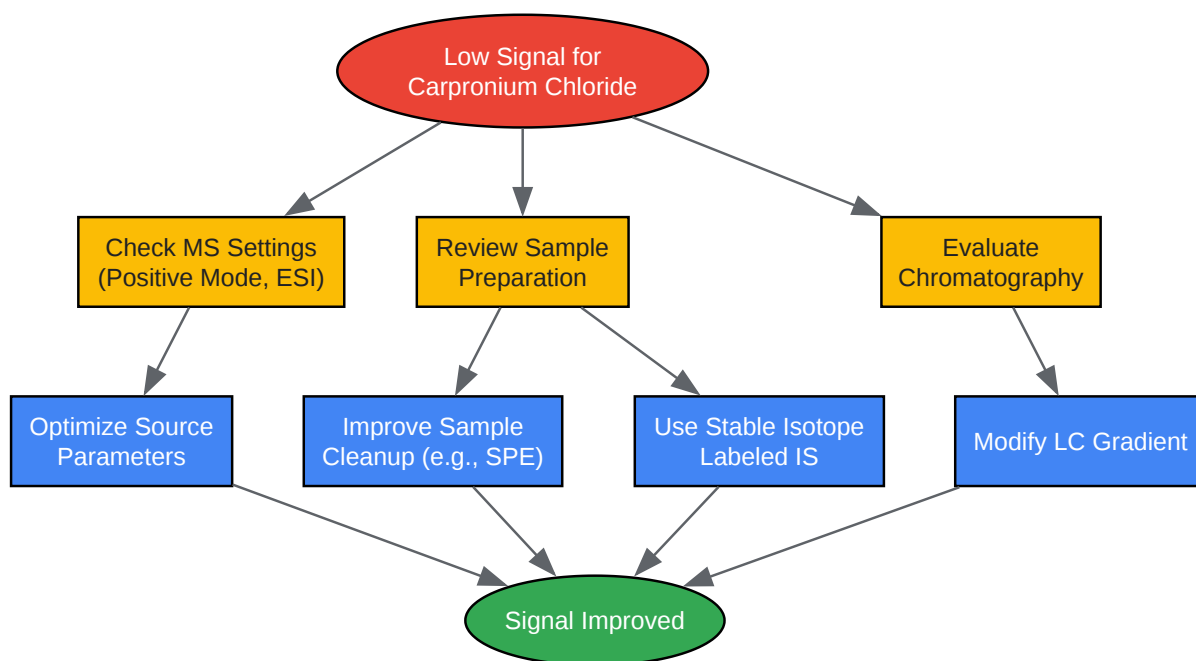 Low Signal for
Carpronium Chloride
Check MS Settings
(Positive Mode, ESI)
Review Sample
Preparation
Evaluate
Chromatography
Optimize Source
Parameters
Improve Sample
Cleanup (e.g., SPE)
Use Stable Isotope
Labeled IS
Modify LC Gradient
Signal Improved